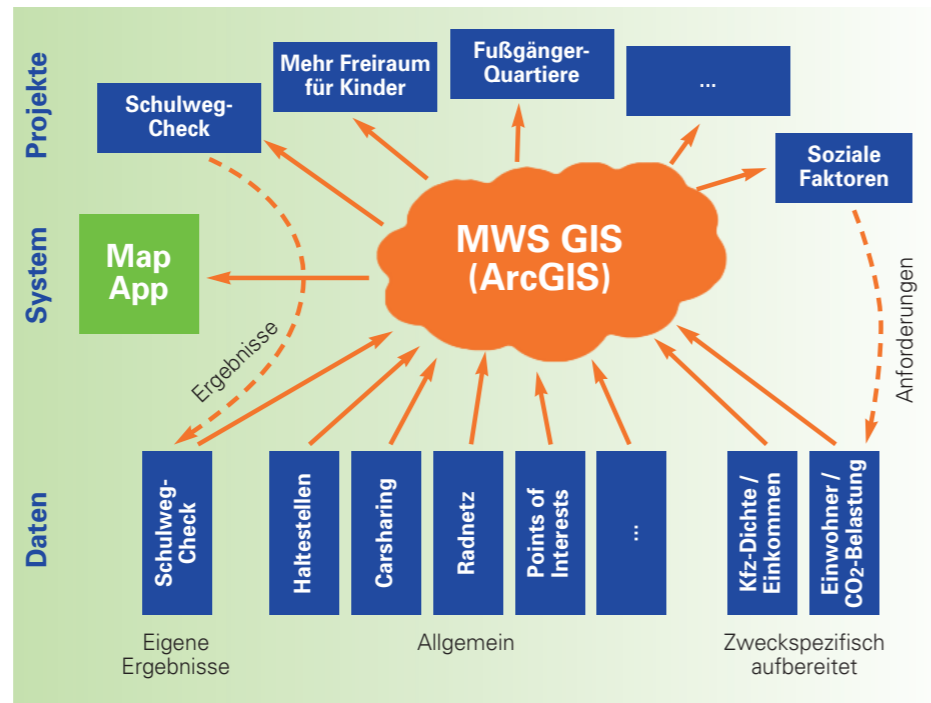 Projekte
Schulweg-
Check
Mehr Freiraum
für Kinder
Fußgänger-
Quartiere
...
Soziale
Faktoren
System
Map
App
MWS GIS
(ArcGIS)
Ergebnisse
Anforderungen
Daten
Schulweg-
Check
Haltestellen
Carsharing
Radnetz
Points of
Interests
...
Kfz-Dichte /
Einkommen
Einwohner /
CO2-Belastung
Eigene
Ergebnisse
Allgemein
Zweckspezifisch
aufbereitet